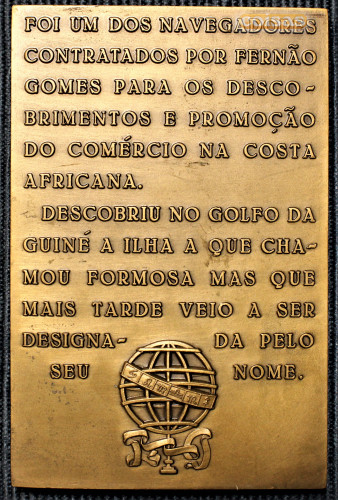 FOI UM DOS NAVEGADORES
CONTRATADOS POR FERNÃO
GOMES PARA OS DESCO-
BRIMENTOS E PROMOÇÃO
DO COMÉRCIO NA COSTA
AFRICANA.
DESCOBRIU NO GOLFO DA
GUINÉ A ILHA A QUE CHA-
MOU FORMOSA MAS QUE
MAIS TARDE VEIO A SER
DESIGNA- DA PELO
SEU NOME.